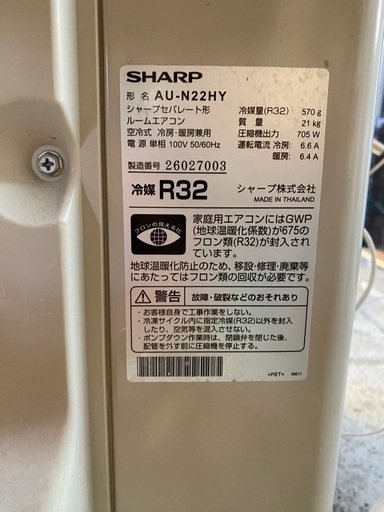 SHARP
形 名 AU-N22HY
シャープセパレート形
ルームエアコン
空冷式 冷房・暖房兼用
電 源 単相 100V 50/60Hz
製造番号 26027003
冷媒量(R32) 570g
質 量 21 kg
圧縮機出力 705 W
運転電流 冷房: 6.6 A
暖房: 6.4 A
冷媒 R32
シャープ株式会社
MADE IN THAILAND
フロンの見える化
家庭用エアコンにはGWP
(地球温暖化係数)が675の
フロン類(R32)が封入され
ています。
地球温暖化防止のため、移設・修理・廃棄等
にあたってはフロン類の回収が必要です。
警告 故障・破裂などのおそれあり
・お客様自身で工事作業をしない。
・冷凍サイクル内に指定冷媒(R32)以外を封入
したり、空気等を混入させない。
・ポンプダウン作業時は、閉鎖弁を閉じた後、
配管を外す前に圧縮機を停止する。
>PET<